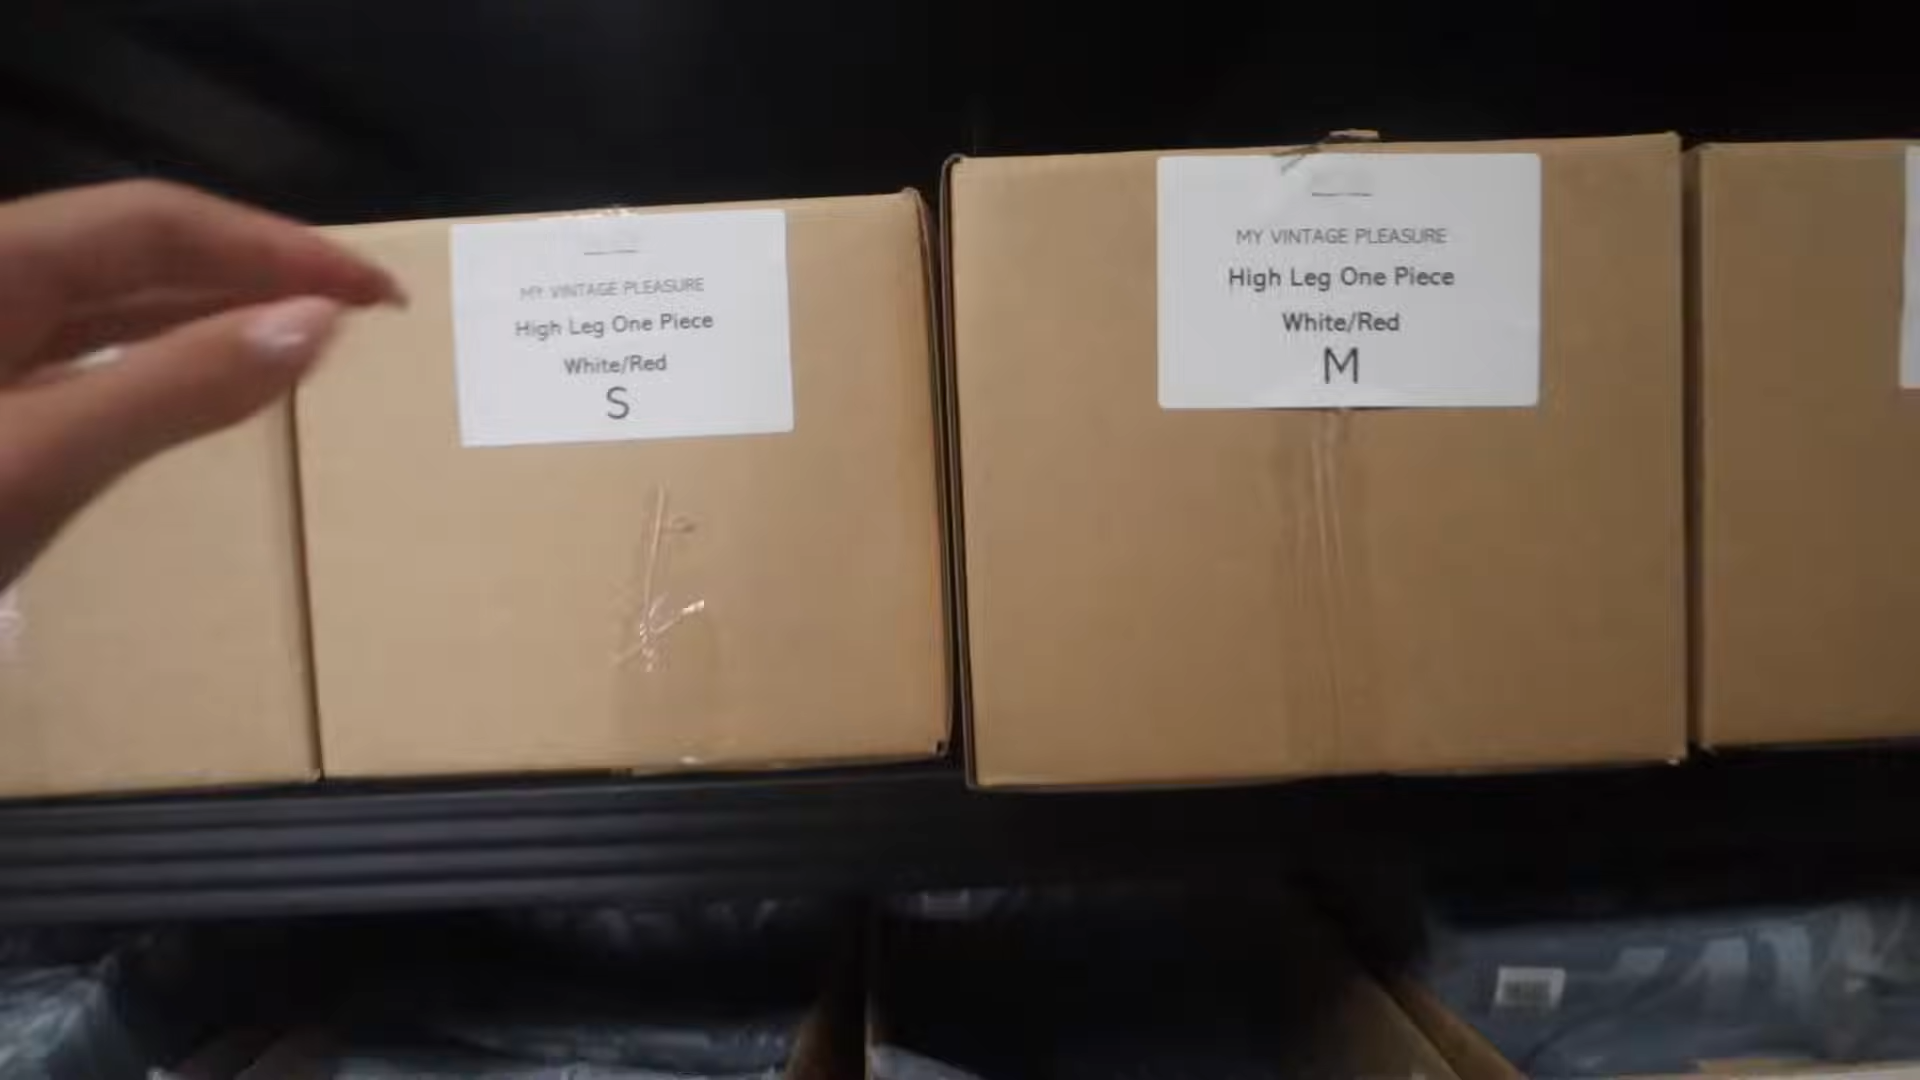 MY VINTAGE PLEASURE
High Leg One Piece
White/Red
S
MY VINTAGE PLEASURE
High Leg One Piece
White/Red
M